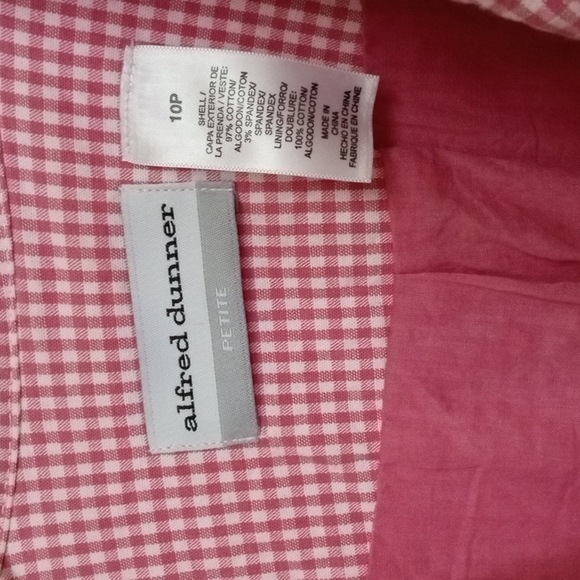 10P
SHELL/
CAPA EXTERIOR DE
LA PRENDA / VESTE:
97% COTTON/
ALGODON/COTON
3% SPANDEX/
SPANDEX/
SPANDEX
LINING/FORRO/
DOUBLURE:
100% COTTON/
ALGODON/COTON
MADE IN
CHINA
HECHO EN CHINA
FABRIQUE EN CHINE
alfred dunner
PETITE